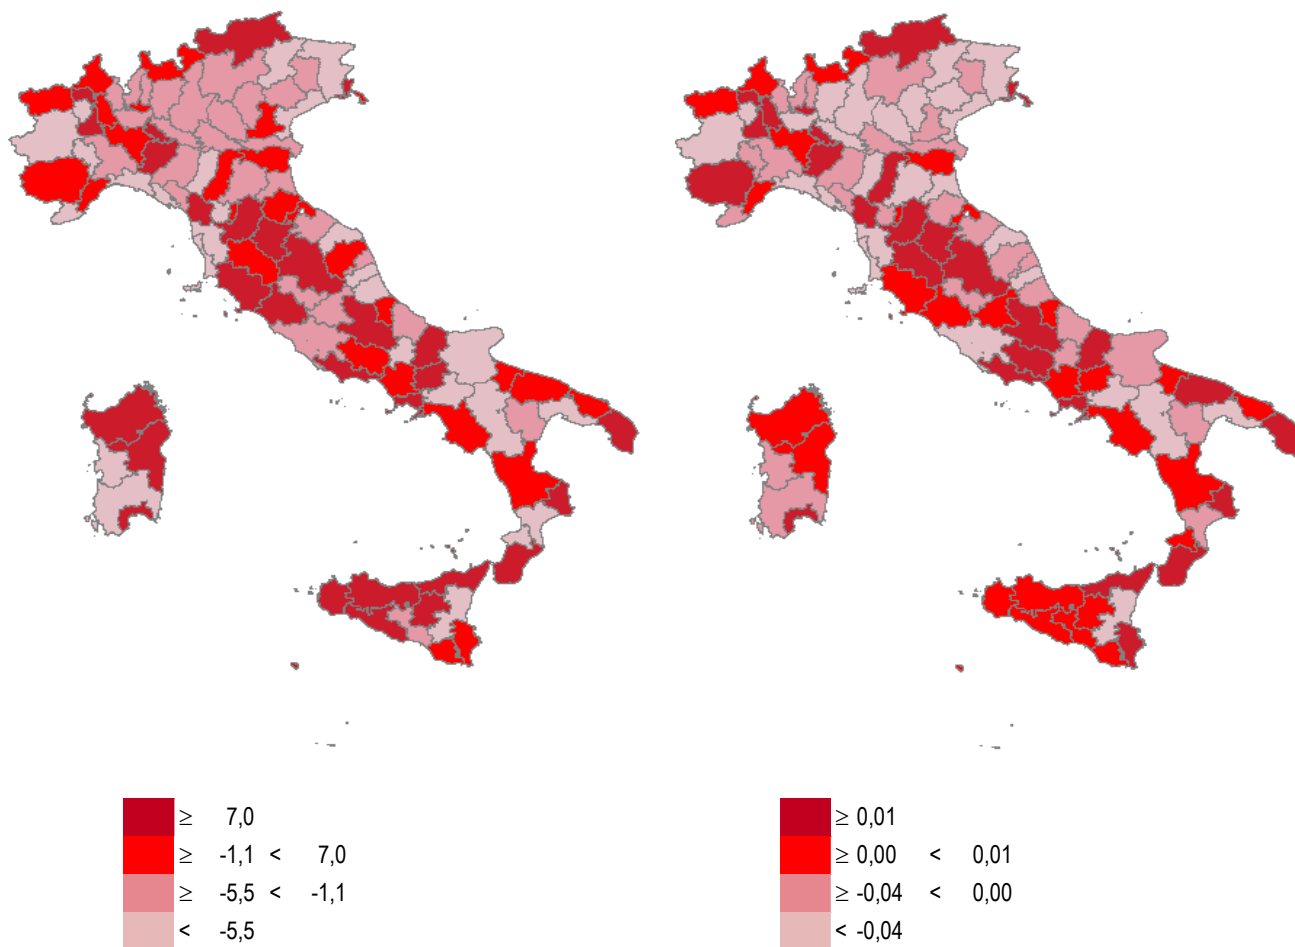 ≥ 7,0
≥ -1,1 < 7,0
≥ -5,5 < -1,1
< -5,5
≥ 0,01
≥ 0,00 < 0,01
≥ -0,04 < 0,00
< -0,04